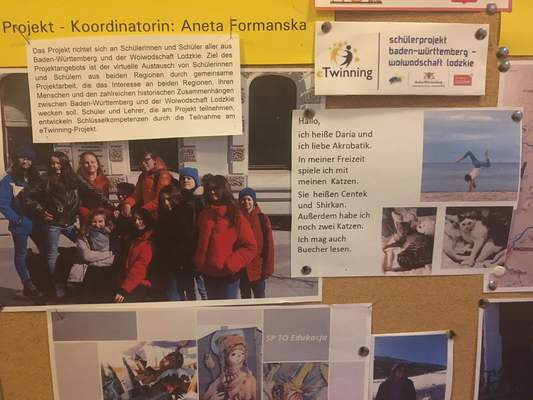 Projekt - Koordinatorin: Aneta Formanska
Das Projekt richtet sich an Schülerinnen und Schüler aller aus
Baden-Württemberg und der Woiwodschaft Lodzkie. Ziel des
Projektangebots ist der virtuelle Austausch von Schülerinnen
und Schülern aus beiden Regionen durch gemeinsame
Projektarbeit, die das Interesse an beiden Regionen, ihren
Menschen und den zahlreichen historischen Zusammenhängen
zwischen Baden-Württemberg und der Woiwodschaft Lodzkie
wecken soll. Schüler und Lehrer, die am Projekt teilnehmen,
entwickeln Schlüsselkompetenzen durch die Teilnahme am
eTwinning-Projekt.
eTwinning
schülerprojekt
baden-württemberg -
woiwodschaft lodzkie
Baden-Württemberg
Hallo,
ich heiße Daria und
ich liebe Akrobatik.
In meiner Freizeit
spiele ich mit
meinen Katzen.
Sie heißen Centek
und Shirkan.
Außerdem habe ich
noch zwei Katzen.
Ich mag auch
Buecher lesen.
SP TO Edukacja